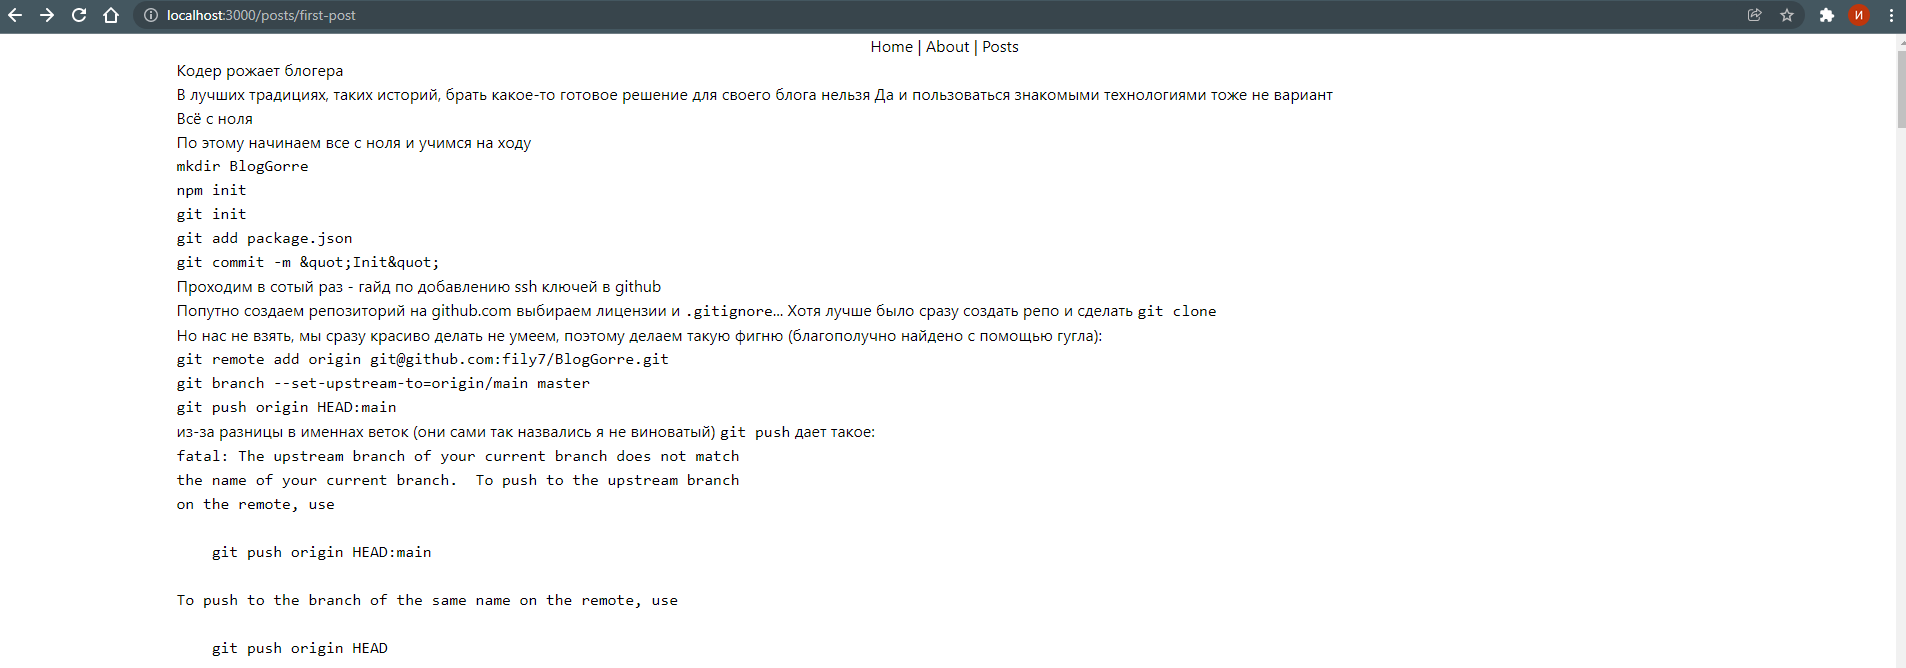 localhost:3000/posts/first-post
И
Home | About | Posts
Кодер рожает блогера
В лучших традициях, таких историй, брать какое-то готовое решение для своего блога нельзя Да и пользоваться знакомыми технологиями тоже не вариант
Всё с ноля
По этому начинаем все с ноля и учимся на ходу
mkdir BlogGorre
npm init
git init
git add package.json
git commit -m &quot;Init&quot;
Проходим в сотый раз - гайд по добавлению ssh ключей в github
Попутно создаем репозиторий на github.com выбираем лицензии и .gitignore... Хотя лучше было сразу создать репо и сделать git clone
Но нас не взять, мы сразу красиво делать не умеем, поэтому делаем такую фигню (благополучно найдено с помощью гугла):
git remote add origin git@github.com:fily7/BlogGorre.git
git branch --set-upstream-to=origin/main master
git push origin HEAD:main
из-за разницы в именнах веток (они сами так назвались я не виноватый) git push дает такое:
fatal: The upstream branch of your current branch does not match
the name of your current branch.  To push to the upstream branch
on the remote, use
git push origin HEAD:main
To push to the branch of the same name on the remote, use
git push origin HEAD